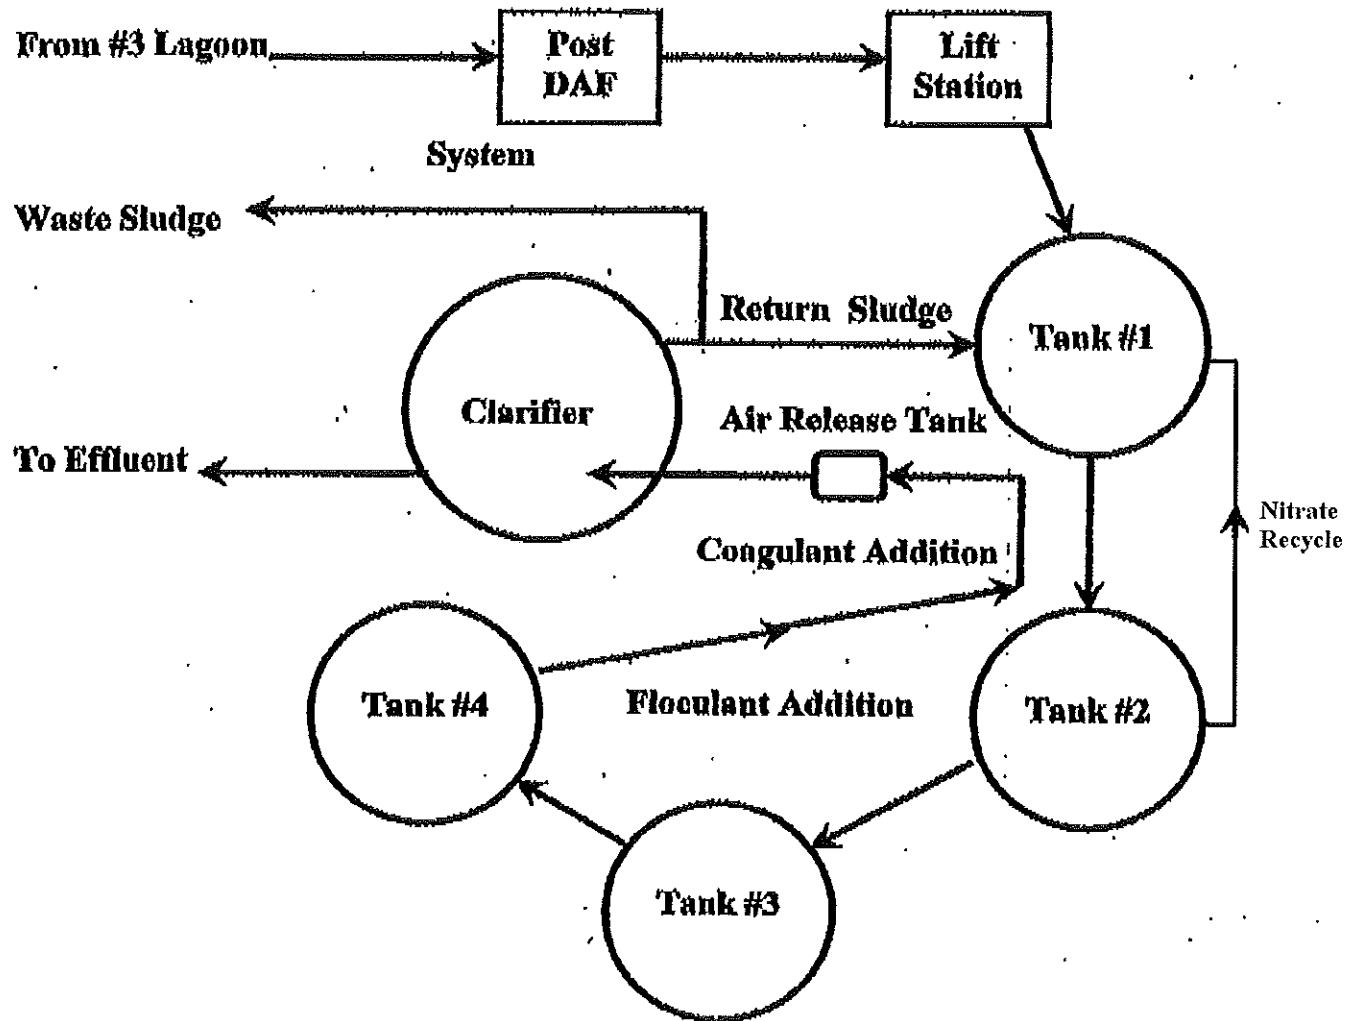 From #3 Lagoon
Post
DAF
Lift
Station
System
Waste Sludge
Return Sludge
Tank #1
Clarifier
Air Release Tank
To Effluent
Nitrate
Recycle
Coagulant Addition
Tank #4
Floculant Addition
Tank #2
Tank #3